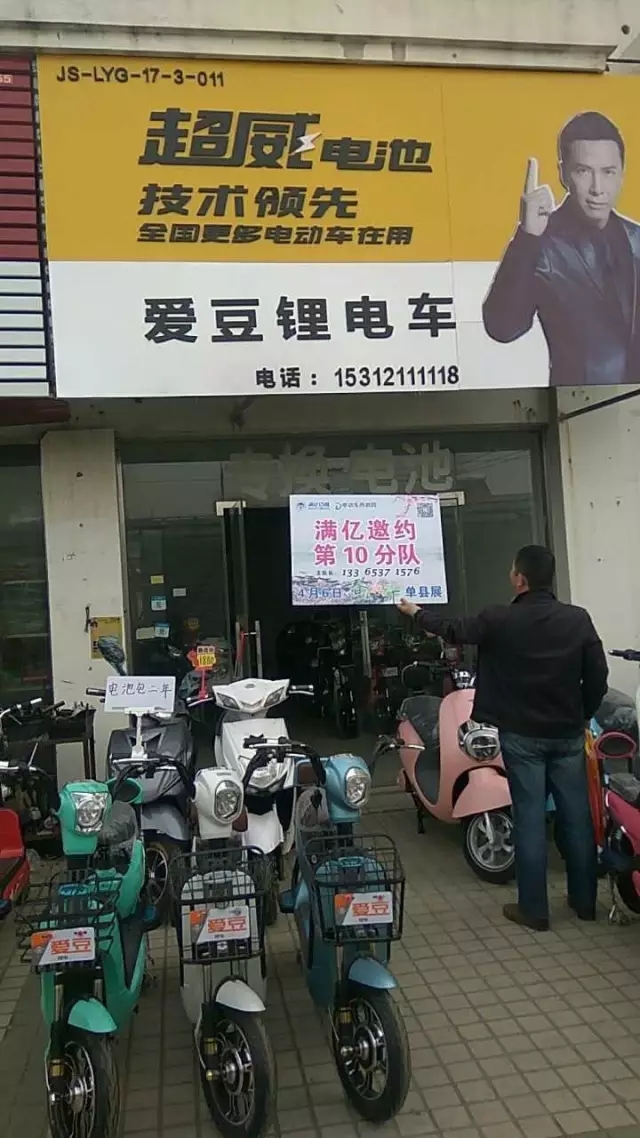 JS-LYG-17-3-011
超威电池
技术领先
全国更多电动车在用
爱豆锂电车
电话：15312111118
专换 电池
满亿邀约
第10分队
133 6537 1576
4月6日
单县展
电池包二年
爱豆
爱豆
爱豆